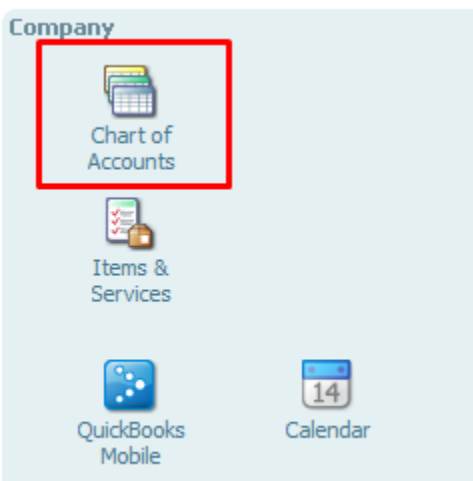 Company
Chart of
Accounts
Items &
Services
QuickBooks
Mobile
14
Calendar